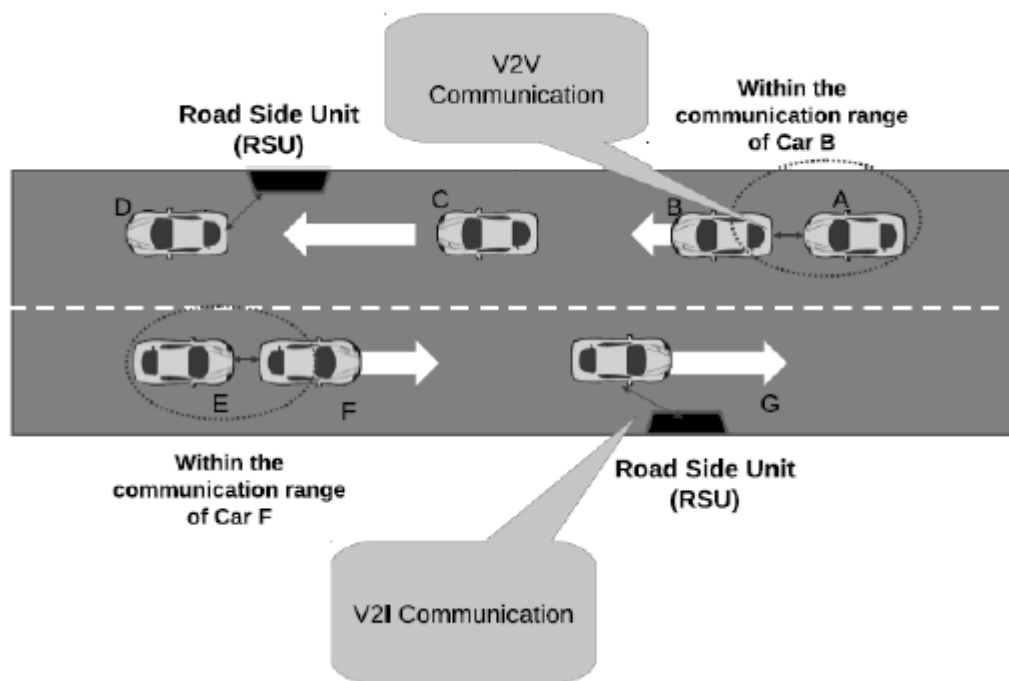 V2V
Communication
Within the
communication range
of Car B
Road Side Unit
(RSU)
D
C
B
A
E
F
G
Within the
communication range
of Car F
Road Side Unit
(RSU)
V2I Communication